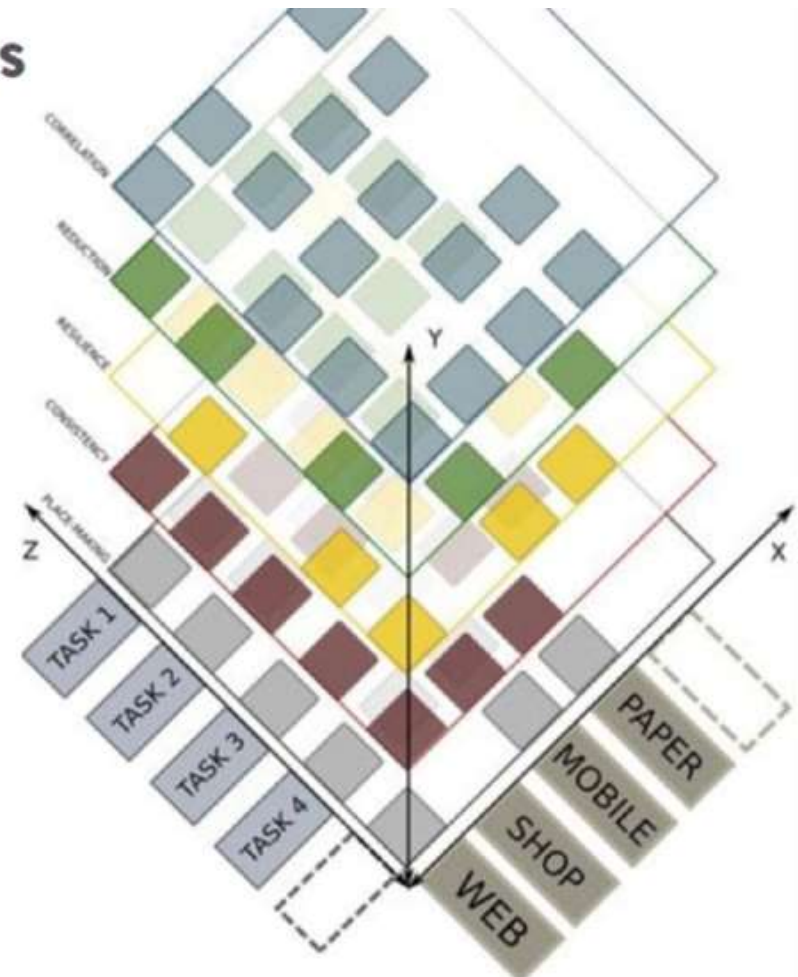 s
CORRELATION
REDUCTION
RESILIENCE
CONSISTENCY
PLACE-MAKING
Y
Z
X
TASK 1
TASK 2
TASK 3
TASK 4
PAPER
MOBILE
SHOP
WEB